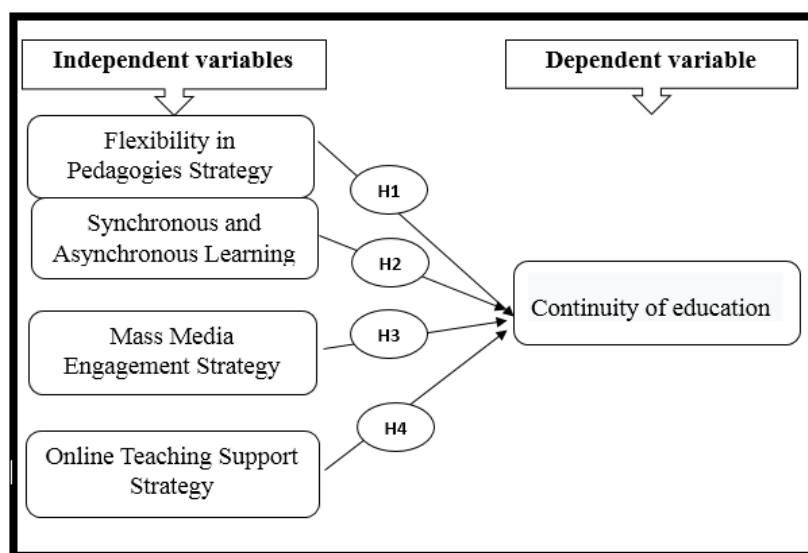 Independent variables
Dependent variable
Flexibility in
Pedagogies Strategy
H1
Synchronous and
Asynchronous Learning
H2
Continuity of education
Mass Media
Engagement Strategy
H3
H4
Online Teaching Support
Strategy